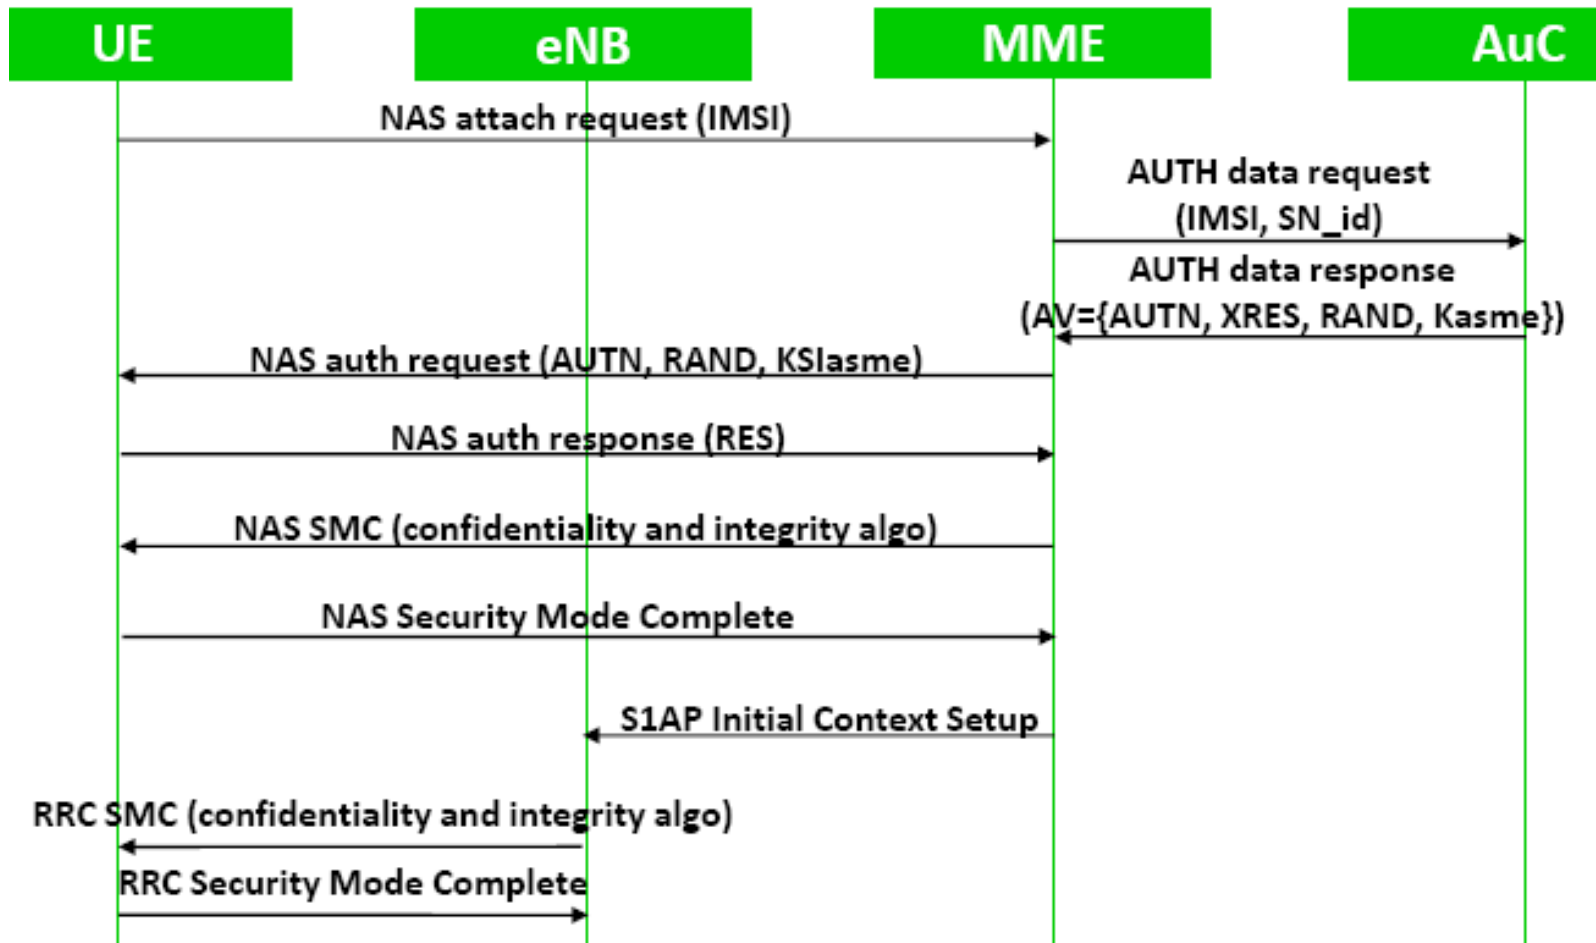 UE
eNB
MME
AuC
NAS attach request (IMSI)
AUTH data request
(IMSI, SN_id)
AUTH data response
(AV={AUTN, XRES, RAND, Kasme})
NAS auth request (AUTN, RAND, KSIasme)
NAS auth response (RES)
NAS SMC (confidentiality and integrity algo)
NAS Security Mode Complete
S1AP Initial Context Setup
RRC SMC (confidentiality and integrity algo)
RRC Security Mode Complete